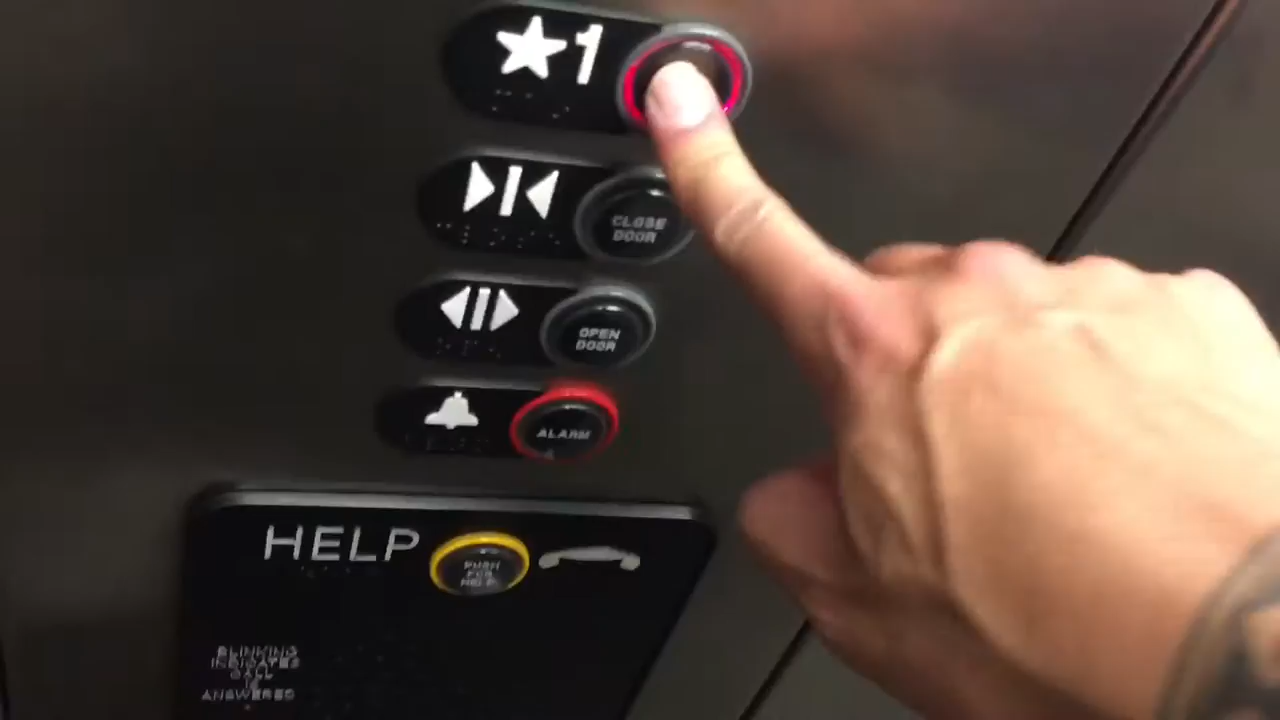 ★1
CLOSE
DOOR
OPEN
DOOR
ALARM
HELP
PUSH
FOR
HELP
BLINKING
INDICATES
CALL
IS
ANSWERED